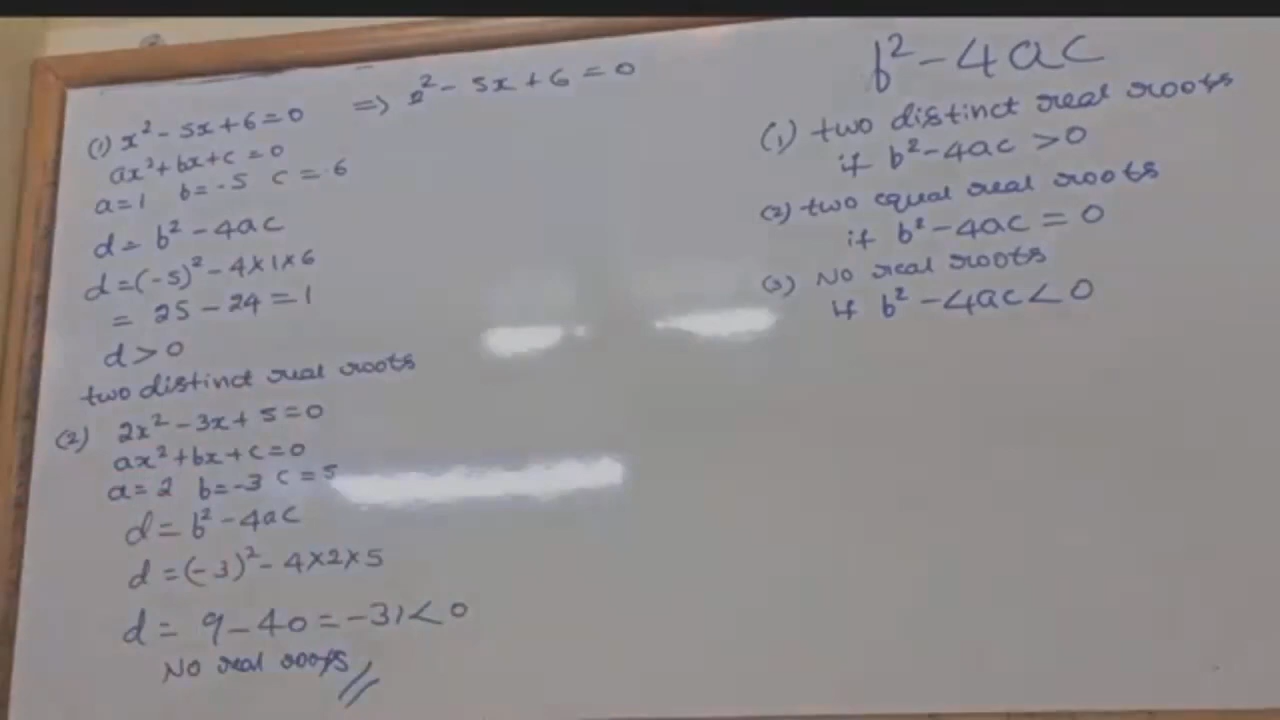 (1) x² - 5x + 6 = 0 ⇒ x² - 5x + 6 = 0
ax² + bx + c = 0
a = 1 b = -5 c = 6
d = b² - 4ac
d = (-5)² - 4×1×6
= 25 - 24 = 1
d > 0
two distinct real roots
(2) 2x² - 3x + 5 = 0
ax² + bx + c = 0
a = 2 b = -3 c = 5
d = b² - 4ac
d = (-3)² - 4×2×5
d = 9 - 40 = -31 < 0
No real roots //
b² - 4ac
(1) two distinct real roots
if b² - 4ac > 0
(2) two equal real roots
if b² - 4ac = 0
(3) No real roots
If b² - 4ac < 0